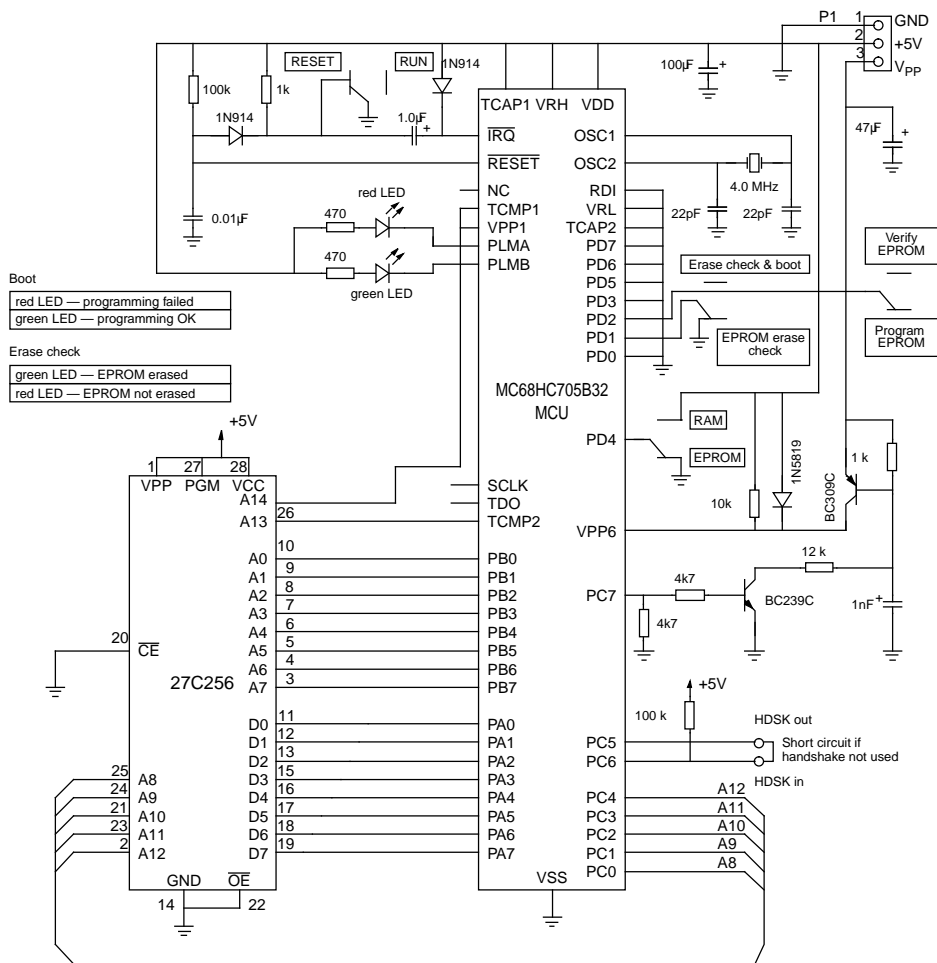 P1 1 GND
2 +5V
3 VPP
RESET RUN 1N914
100k 1k
1N914 1.0µF +
100µF +
47µF +
TCAP1 VRH VDD
IRQ OSC1
RESET OSC2
4.0 MHz
22pF 22pF
0.01µF
red LED
470
470
green LED
NC RDI
TCMP1 VRL
VPP1 TCAP2
PLMA PD7
PLMB PD6
PD5
PD3
PD2
PD1
PD0
Erase check & boot
EPROM erase
check
Verify
EPROM
Program
EPROM
Boot
red LED — programming failed
green LED — programming OK
Erase check
green LED — EPROM erased
red LED — EPROM not erased
MC68HC705B32
MCU
RAM
PD4 EPROM
1N5819
10k
1 k
BC309C
+5V
1 27 28
VPP PGM VCC
A14
A13 26
SCLK
TDO
TCMP2 VPP6
A0 10 PB0
A1 9 PB1
A2 8 PB2
A3 7 PB3
A4 6 PB4
A5 5 PB5
A6 4 PB6
A7 3 PB7
PC7 4k7
4k7
BC239C
12 k
1nF +
20 CE
27C256
D0 11 PA0
D1 12 PA1
D2 13 PA2
D3 15 PA3
D4 16 PA4
D5 17 PA5
D6 18 PA6
D7 19 PA7
25 A8
24 A9
21 A10
23 A11
2 A12
GND OE
14 22
+5V
100 k
HDSK out
PC5
PC6
Short circuit if
handshake not used
HDSK in
PC4 A12
PC3 A11
PC2 A10
PC1 A9
PC0 A8
VSS